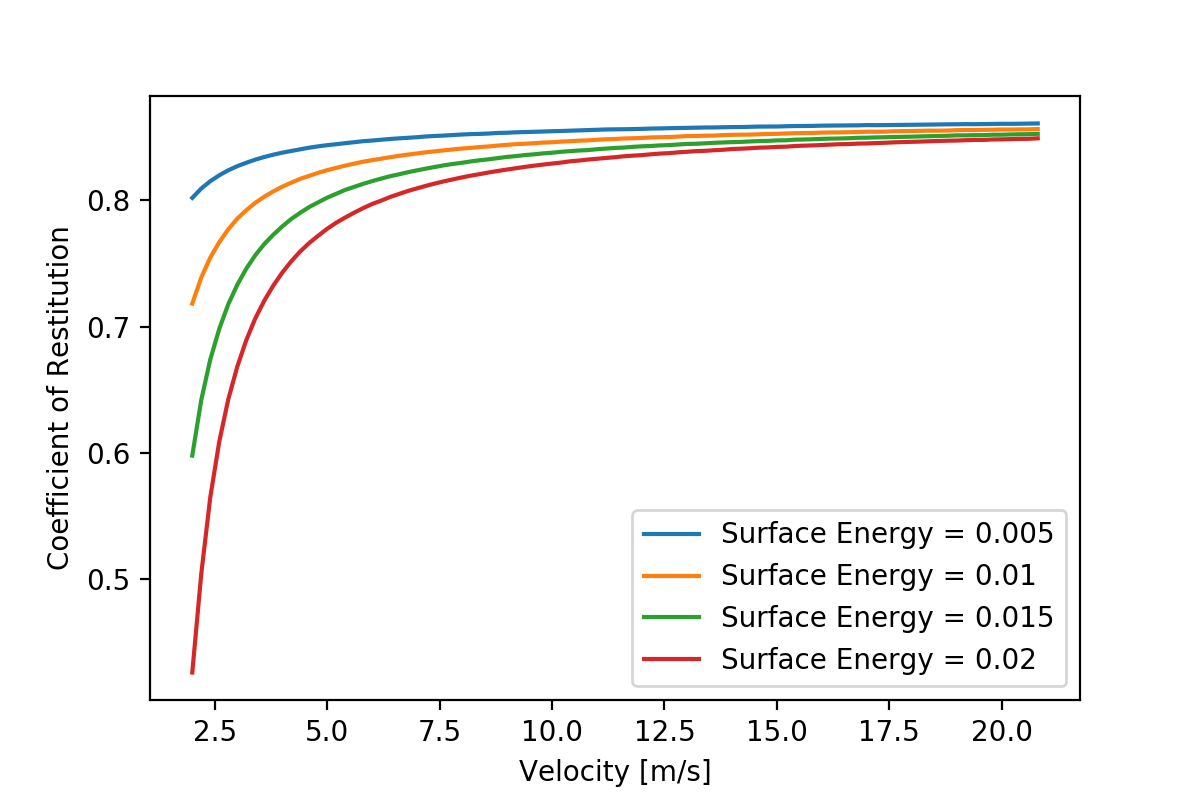 Coefficient of Restitution
0.8
0.7
0.6
0.5
2.5 5.0 7.5 10.0 12.5 15.0 17.5 20.0
Velocity [m/s]
Surface Energy = 0.005
Surface Energy = 0.01
Surface Energy = 0.015
Surface Energy = 0.02